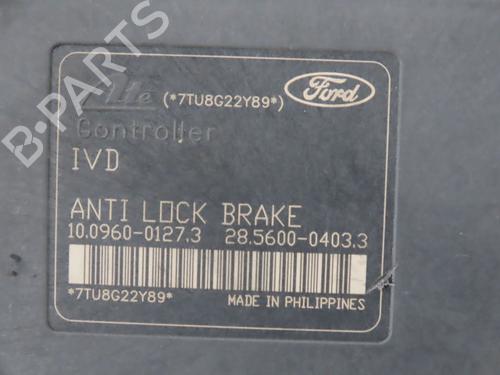 Ate (*7TU8G22Y89*) Ford
Controller
IVD
ANTI LOCK BRAKE
10.0960-0127.3 28.5600-0403.3
*7TU8G22Y89* MADE IN PHILIPPINES
B-PARTS